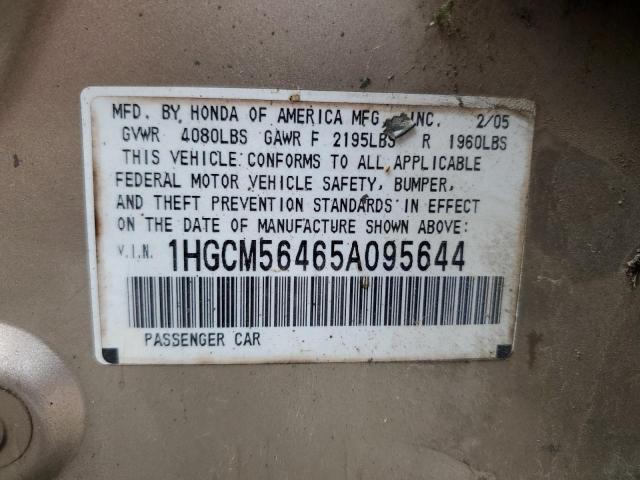 MFD. BY HONDA OF AMERICA MFG., INC. 2/05
GVWR 4080LBS GAWR F 2195LBS R 1960LBS
THIS VEHICLE CONFORMS TO ALL APPLICABLE
FEDERAL MOTOR VEHICLE SAFETY, BUMPER,
AND THEFT PREVENTION STANDARDS IN EFFECT
ON THE DATE OF MANUFACTURE SHOWN ABOVE:
V.I.N. 1HGCM56465A095644
PASSENGER CAR